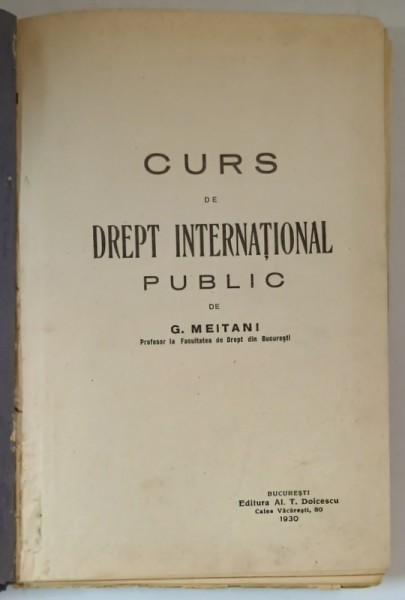 CURS
DE
DREPT INTERNAȚIONAL
PUBLIC
DE
G. MEITANI
Profesor la Facultatea de Drept din București
BUCUREȘTI
Editura Al. T. Doicescu
Calea Văcărești, 80
1930